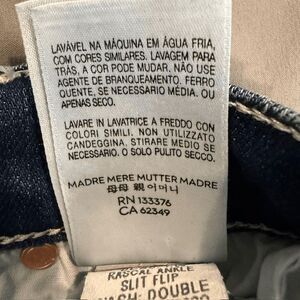 LAVÁVEL NA MÁQUINA EM ÁGUA FRIA,
COM CORES SIMILARES. LAVAGEM PARA
TRÁS, A COR PODE MUDAR. NÃO USE
AGENTE DE BRANQUEAMENTO. FERRO
QUENTE, SE NECESSÁRIO MÉDIA. OU
APENAS SECO.
LAVARE IN LAVATRICE A FREDDO CON
COLORI SIMILI. NON UTILIZZATO
CANDEGGINA. STIRARE MEDIO SE
NECESSARIO. O SOLO PULITO SECCO.
MADRE MERE MUTTER MADRE
母母 親 어머니
RN 133376
CA 62349
RASCAL ANKLE
SLIT FLIP
WASH: DOUBLE